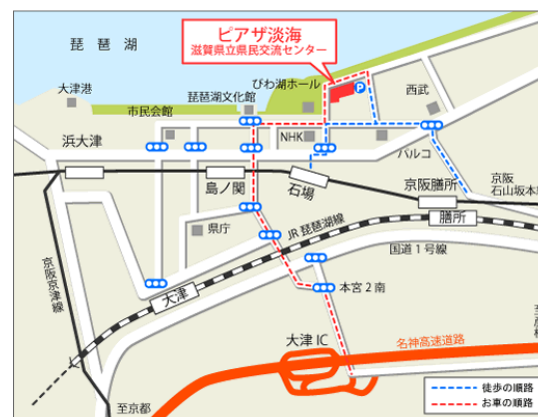 琵琶湖
ピアザ淡海
滋賀県立県民交流センター
大津港
琵琶湖文化館
びわ湖ホール
P
西武
市民会館
浜大津
NHK
パルコ
島ノ関
石場
京阪膳所
京阪
石山坂本
膳所
県庁
JR琵琶湖線
国道1号線
京阪京津線
大津
本宮2南
大津IC
名神高速道路
至京都
徒歩の順路
お車の順路